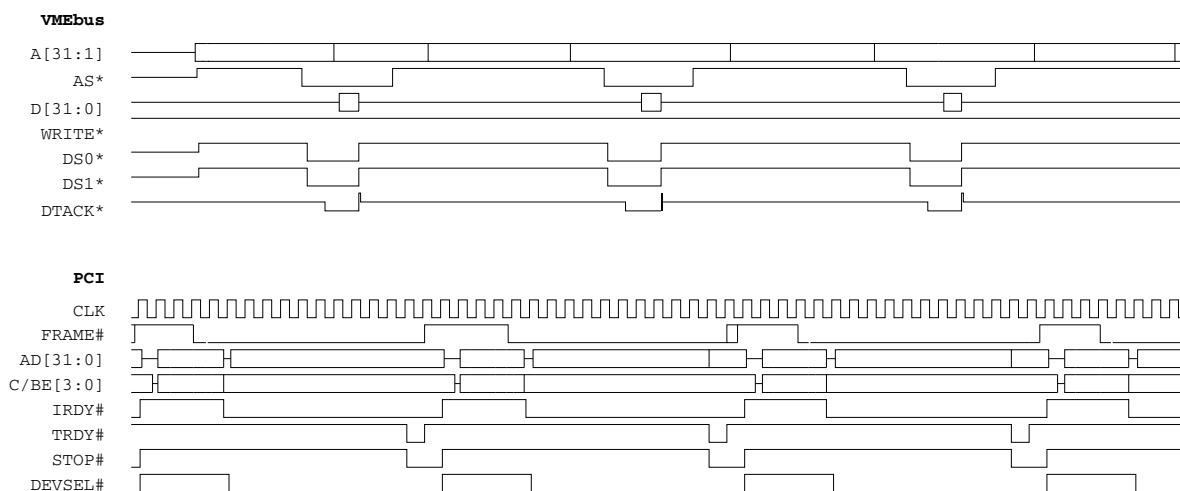 VMEbus
A[31:1]
AS*
D[31:0]
WRITE*
DS0*
DS1*
DTACK*
PCI
CLK
FRAME#
AD[31:0]
C/BE[3:0]
IRDY#
TRDY#
STOP#
DEVSEL#